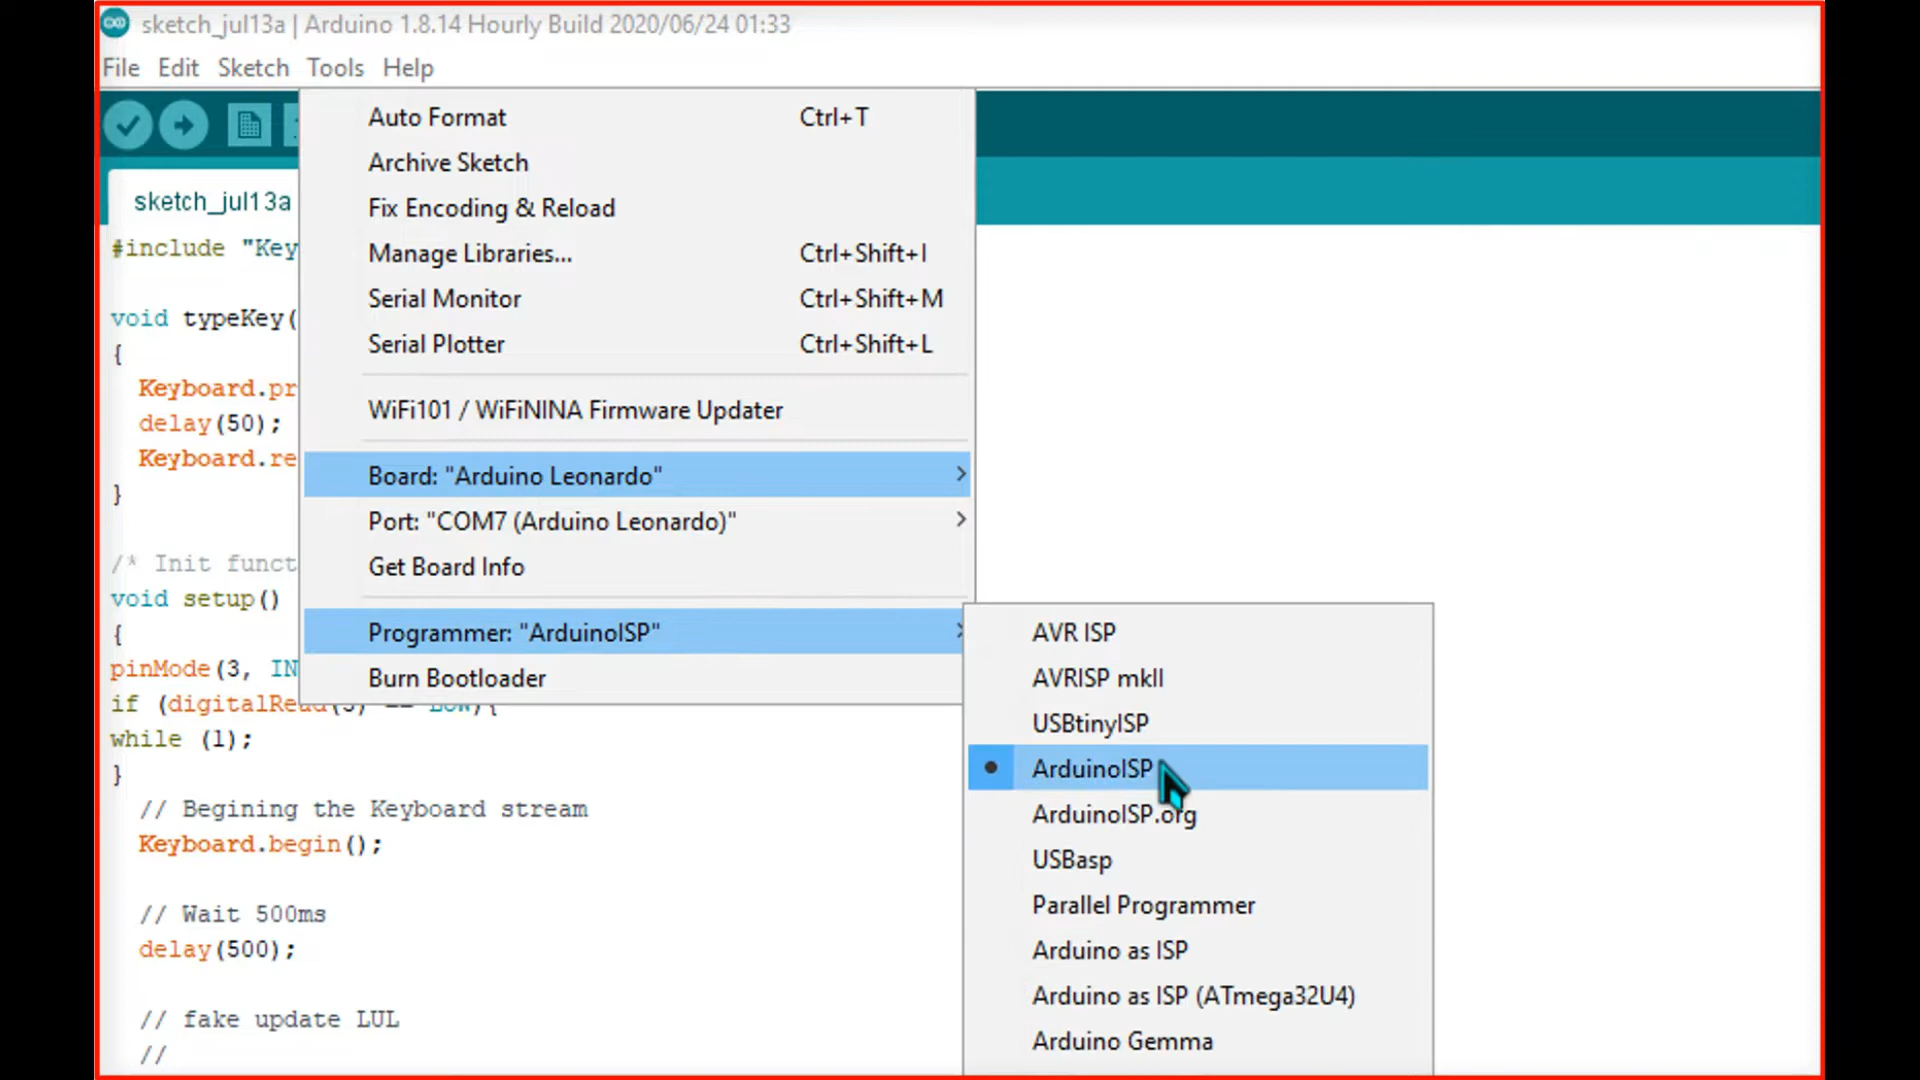 sketch_jul13a | Arduino 1.8.14 Hourly Build 2020/06/24 01:33
File Edit Sketch Tools Help
Auto Format Ctrl+T
Archive Sketch
Fix Encoding & Reload
Manage Libraries... Ctrl+Shift+I
Serial Monitor Ctrl+Shift+M
Serial Plotter Ctrl+Shift+L
WiFi101 / WiFiNINA Firmware Updater
Board: "Arduino Leonardo"
Port: "COM7 (Arduino Leonardo)"
Get Board Info
Programmer: "ArduinoISP"
Burn Bootloader
AVR ISP
AVRISP mkII
USBtinyISP
ArduinoISP
ArduinoISP.org
USBasp
Parallel Programmer
Arduino as ISP
Arduino as ISP (ATmega32U4)
Arduino Gemma
sketch_jul13a
#include "Key
void typeKey(
{
Keyboard.pr
delay(50);
Keyboard.re
}
/* Init funct
void setup()
{
pinMode(3, IN
if (digitalRead(3) == LOW){
while (1);
}
// Begining the Keyboard stream
Keyboard.begin();
// Wait 500ms
delay(500);
// fake update LUL
//